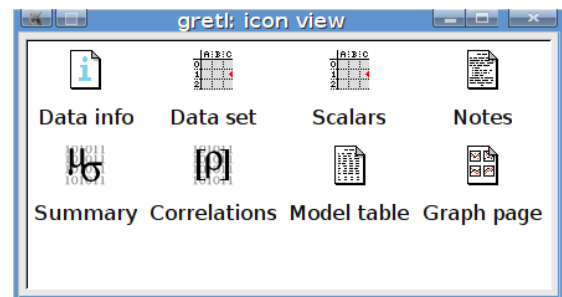 gretl: icon view
Data info Data set Scalars Notes
Summary Correlations Model table Graph page